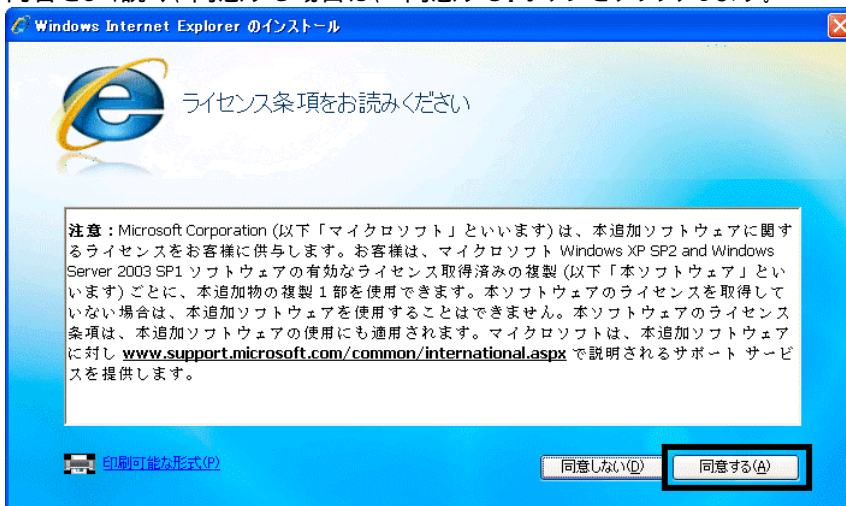 Windows Internet Explorer のインストール
ライセンス条項をお読みください
注意：Microsoft Corporation (以下「マイクロソフト」といいます) は、本追加ソフトウェアに関す
るライセンスをお客様に供与します。お客様は、マイクロソフト Windows XP SP2 and Windows
Server 2003 SP1 ソフトウェアの有効なライセンス取得済みの複製 (以下「本ソフトウェア」とい
います) ごとに、本追加物の複製 1 部を使用できます。本ソフトウェアのライセンスを取得して
いない場合は、本追加ソフトウェアを使用することはできません。本ソフトウェアのライセンス
条項は、本追加ソフトウェアの使用にも適用されます。マイクロソフトは、本追加ソフトウェア
に対し www.support.microsoft.com/common/international.aspx で説明されるサポート サービ
スを提供します。
印刷可能な形式(P)
同意しない(D)
同意する(A)